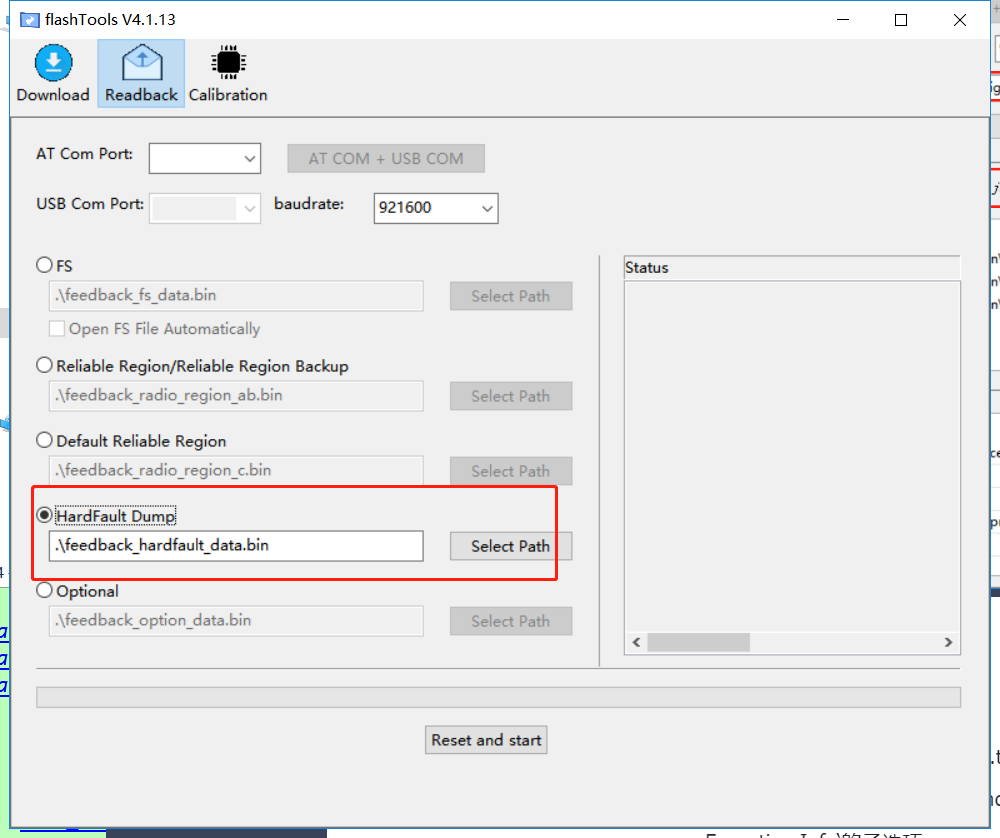 flashTools V4.1.13
Download
Readback
Calibration
AT Com Port:
AT COM + USB COM
USB Com Port:
baudrate:
921600
FS
.\feedback_fs_data.bin
Select Path
Open FS File Automatically
Reliable Region/Reliable Region Backup
.\feedback_radio_region_ab.bin
Select Path
Default Reliable Region
.\feedback_radio_region_c.bin
Select Path
HardFault Dump
.\feedback_hardfault_data.bin
Select Path
Optional
.\feedback_option_data.bin
Select Path
Status
Reset and start